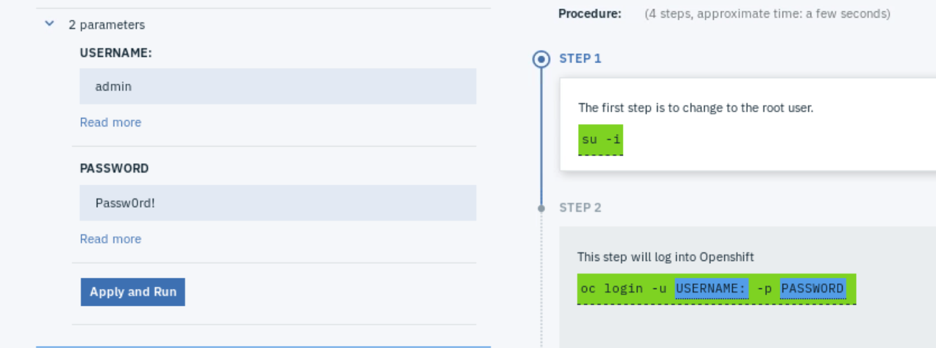 2 parameters
USERNAME:
admin
Read more
PASSWORD
Passw0rd!
Read more
Apply and Run
Procedure: (4 steps, approximate time: a few seconds)
STEP 1
The first step is to change to the root user.
su -i
STEP 2
This step will log into Openshift
oc login -u USERNAME: -p PASSWORD